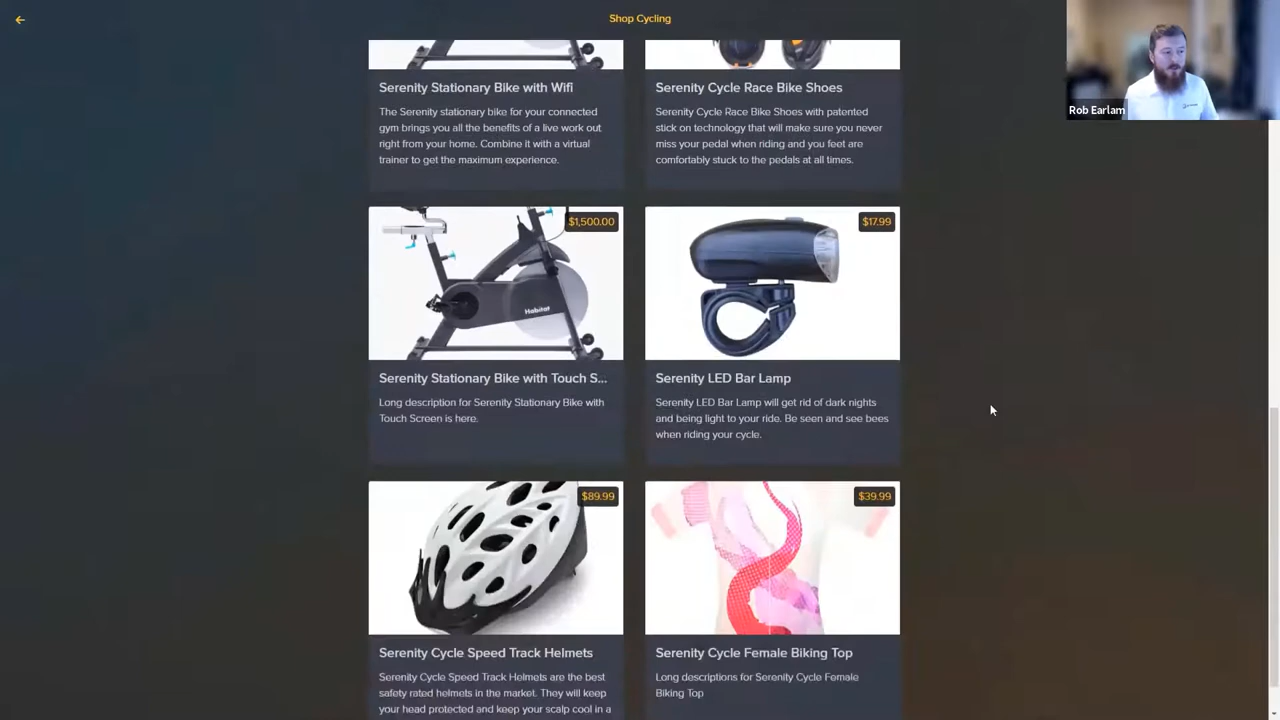 Shop Cycling
Rob Earlam
Serenity Stationary Bike with Wifi
The Serenity stationary bike for your connected
gym brings you all the benefits of a live work out
right from your home. Combine it with a virtual
trainer to get the maximum experience.
Serenity Cycle Race Bike Shoes
Serenity Cycle Race Bike Shoes with patented
stick on technology that will make sure you never
miss your pedal when riding and you feet are
comfortably stuck to the pedals at all times.
$1,500.00
Habitat
Serenity Stationary Bike with Touch S...
Long description for Serenity Stationary Bike with
Touch Screen is here.
$17.99
Serenity LED Bar Lamp
Serenity LED Bar Lamp will get rid of dark nights
and being light to your ride. Be seen and see bees
when riding your cycle.
$89.99
Serenity Cycle Speed Track Helmets
Serenity Cycle Speed Track Helmets are the best
safety rated helmets in the market. They will keep
your head protected and keep your scalp cool in a
$39.99
Serenity Cycle Female Biking Top
Long descriptions for Serenity Cycle Female
Biking Top